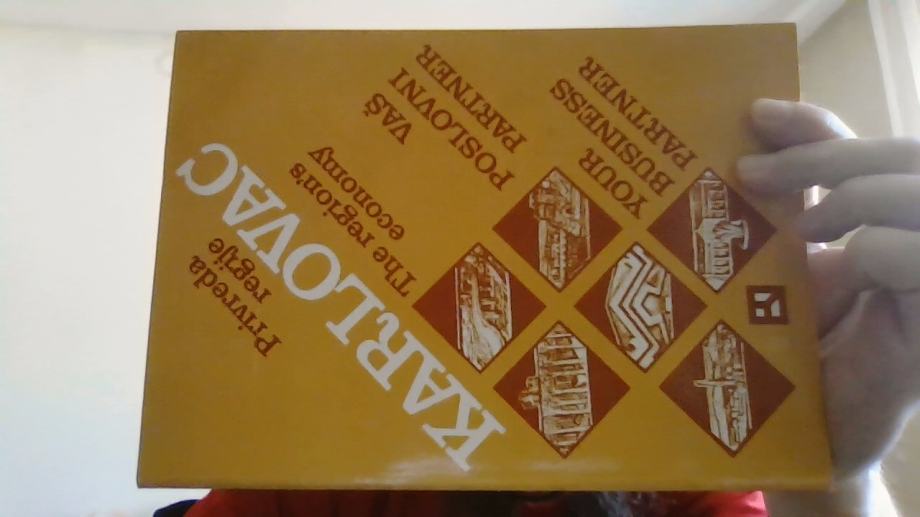 Privreda
regije
KARLOVAC
The region's
economy
VAŠ
POSLOVNI
PARTNER
YOUR
BUSINESS
PARTNER